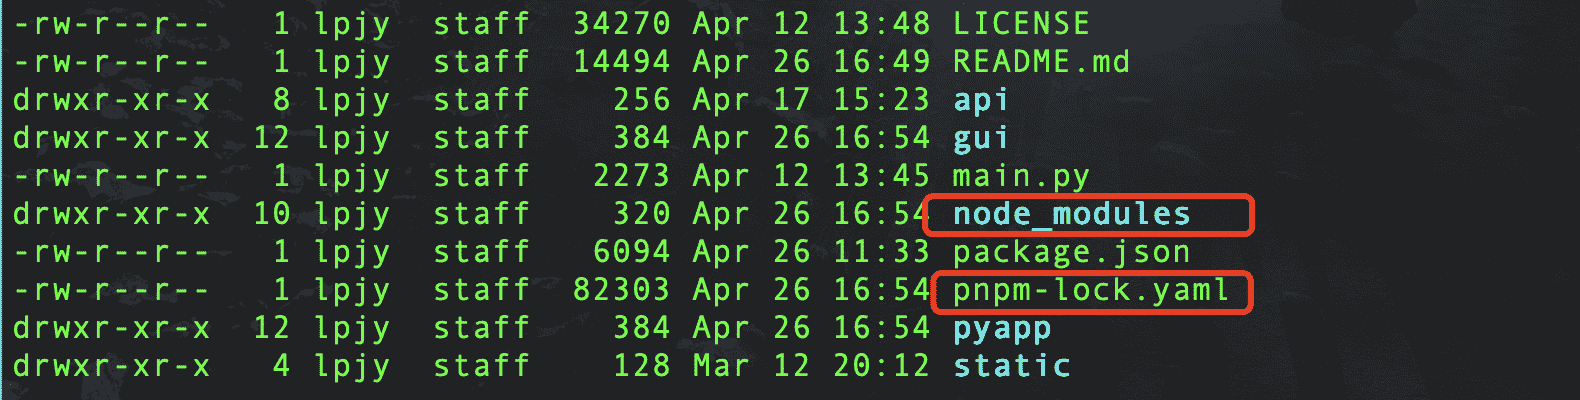 -rw-r--r-- 1 lpjy staff 34270 Apr 12 13:48 LICENSE
-rw-r--r-- 1 lpjy staff 14494 Apr 26 16:49 README.md
drwxr-xr-x 8 lpjy staff 256 Apr 17 15:23 api
drwxr-xr-x 12 lpjy staff 384 Apr 26 16:54 gui
-rw-r--r-- 1 lpjy staff 2273 Apr 12 13:45 main.py
drwxr-xr-x 10 lpjy staff 320 Apr 26 16:54 node_modules
-rw-r--r-- 1 lpjy staff 6094 Apr 26 11:33 package.json
-rw-r--r-- 1 lpjy staff 82303 Apr 26 16:54 pnpm-lock.yaml
drwxr-xr-x 12 lpjy staff 384 Apr 26 16:54 pyapp
drwxr-xr-x 4 lpjy staff 128 Mar 12 20:12 static